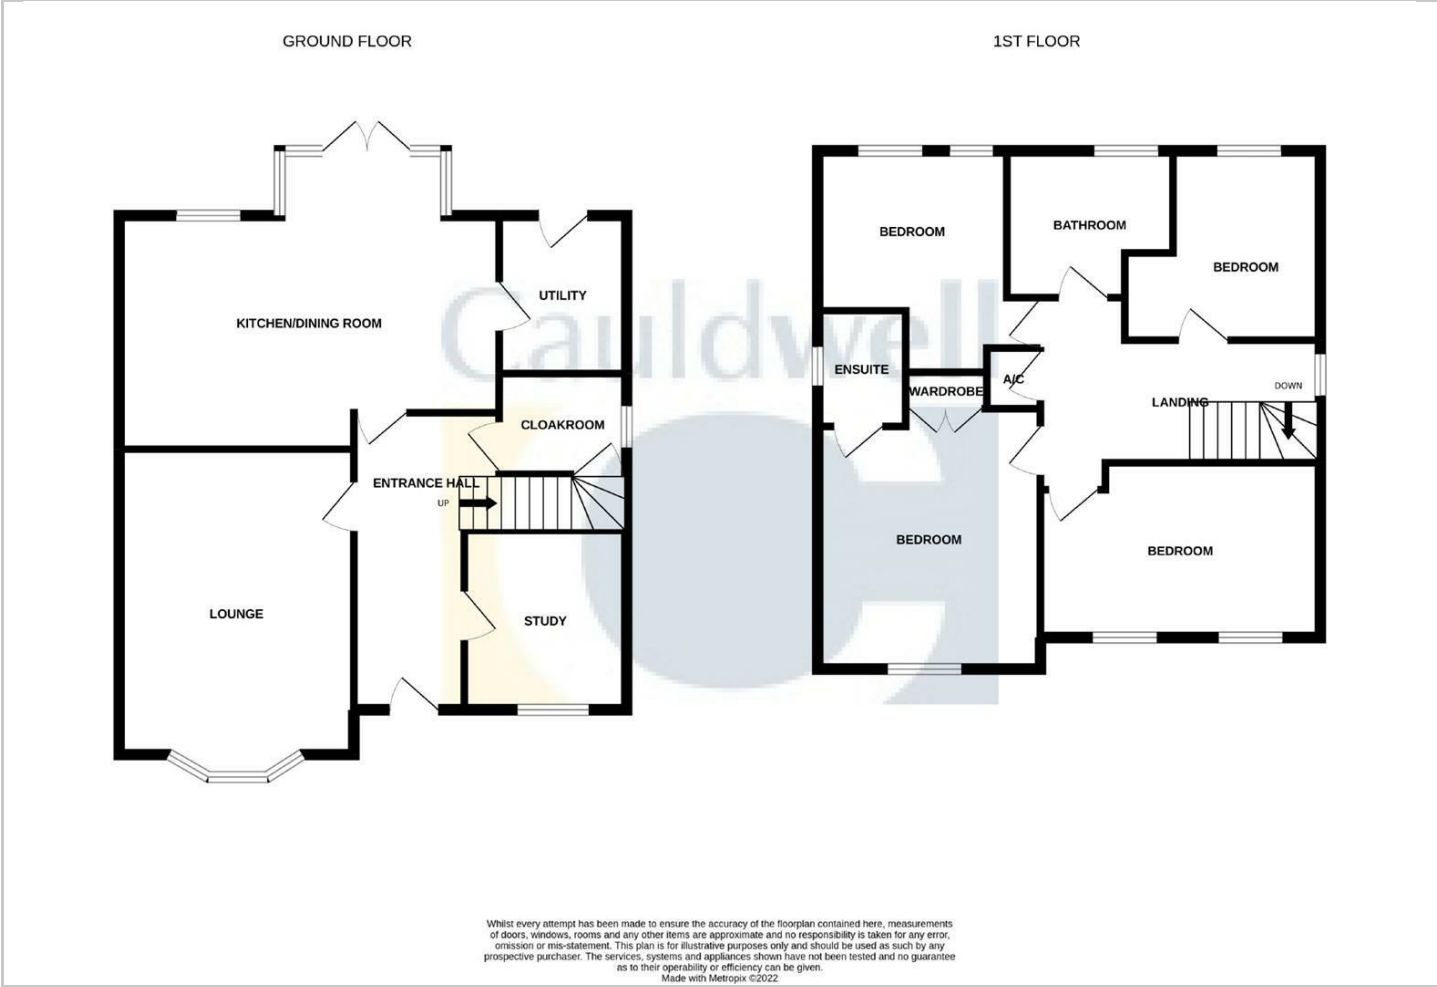 GROUND FLOOR
1ST FLOOR
KITCHEN/DINING ROOM
UTILITY
CLOAKROOM
ENTRANCE HALL
UP
LOUNGE
STUDY
BEDROOM
BATHROOM
BEDROOM
ENSUITE
WARDROBE
A/C
LANDING
DOWN
BEDROOM
BEDROOM
Cauldwell
Whilst every attempt has been made to ensure the accuracy of the floorplan contained here, measurements
of doors, windows, rooms and any other items are approximate and no responsibility is taken for any error,
omission or mis-statement. This plan is for illustrative purposes only and should be used as such by any
prospective purchaser. The services, systems and appliances shown have not been tested and no guarantee
as to their operability or efficiency can be given.
Made with Metropix ©2022